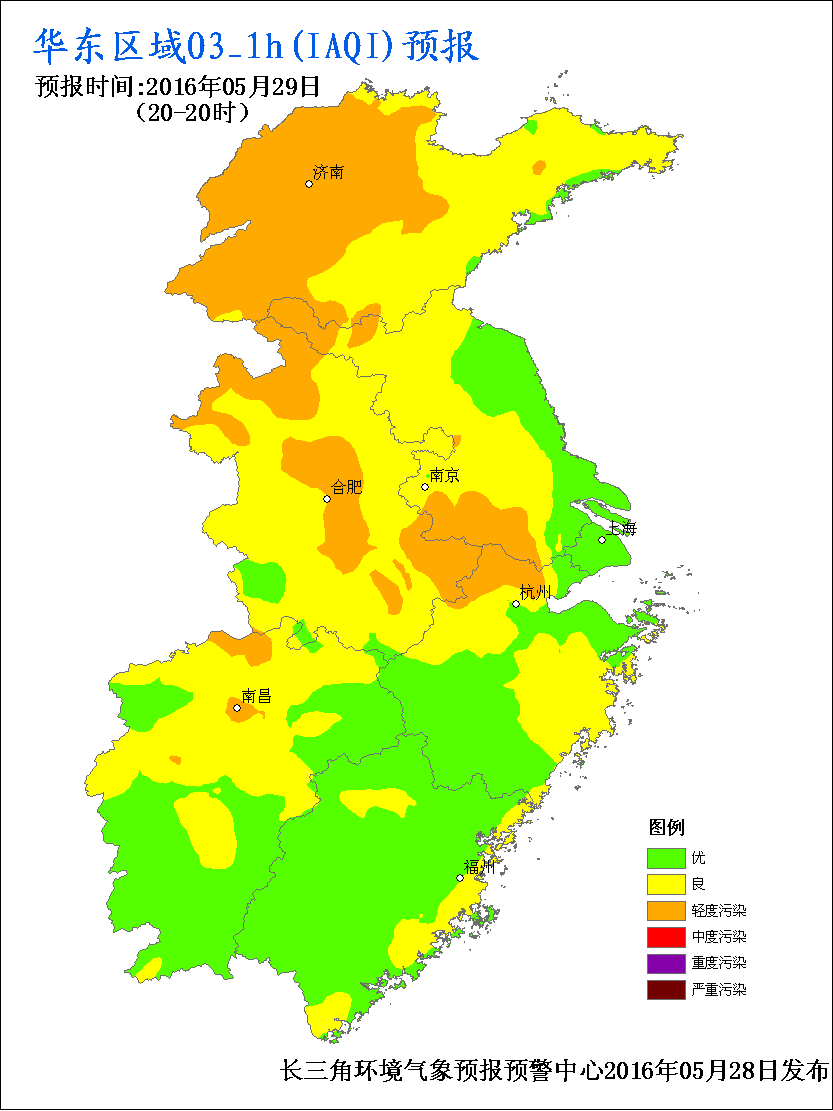 华东区域O3_1h(IAQI)预报
预报时间:2016年05月29日
（20-20时）
济南
南京
合肥
上海
杭州
南昌
福州
图例
优
良
轻度污染
中度污染
重度污染
严重污染
长三角环境气象预报预警中心2016年05月28日发布